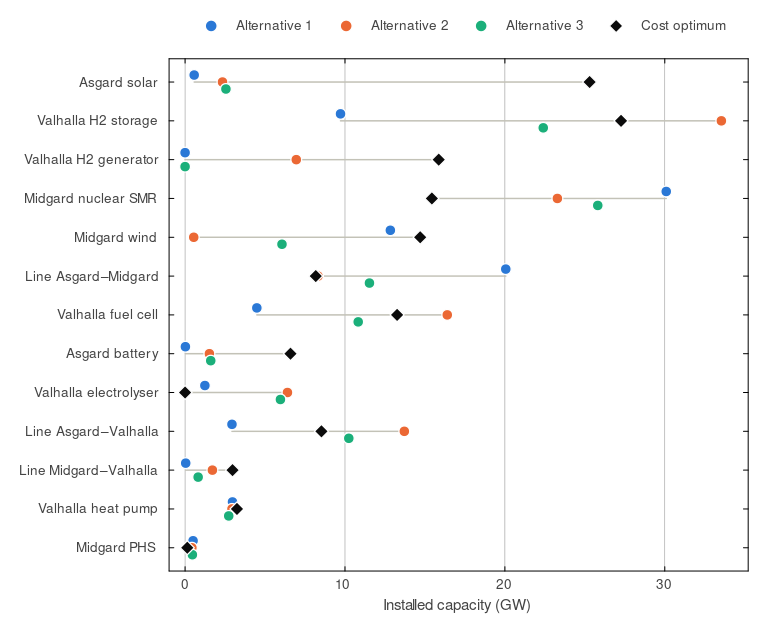 Alternative 1 Alternative 2 Alternative 3 Cost optimum
Asgard solar
Valhalla H2 storage
Valhalla H2 generator
Midgard nuclear SMR
Midgard wind
Line Asgard–Midgard
Valhalla fuel cell
Asgard battery
Valhalla electrolyser
Line Asgard–Valhalla
Line Midgard–Valhalla
Valhalla heat pump
Midgard PHS
0 10 20 30
Installed capacity (GW)